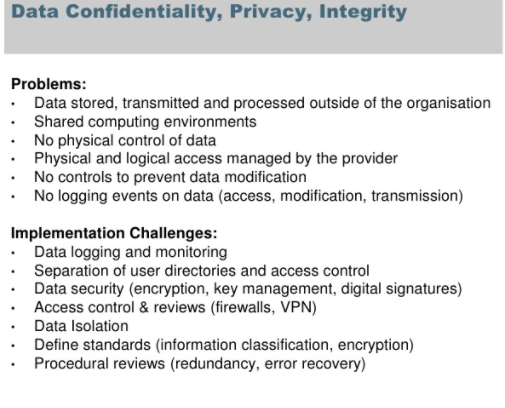 Data Confidentiality, Privacy, Integrity
Problems:
• Data stored, transmitted and processed outside of the organisation
• Shared computing environments
• No physical control of data
• Physical and logical access managed by the provider
• No controls to prevent data modification
• No logging events on data (access, modification, transmission)
Implementation Challenges:
• Data logging and monitoring
• Separation of user directories and access control
• Data security (encryption, key management, digital signatures)
• Access control & reviews (firewalls, VPN)
• Data Isolation
• Define standards (information classification, encryption)
• Procedural reviews (redundancy, error recovery)